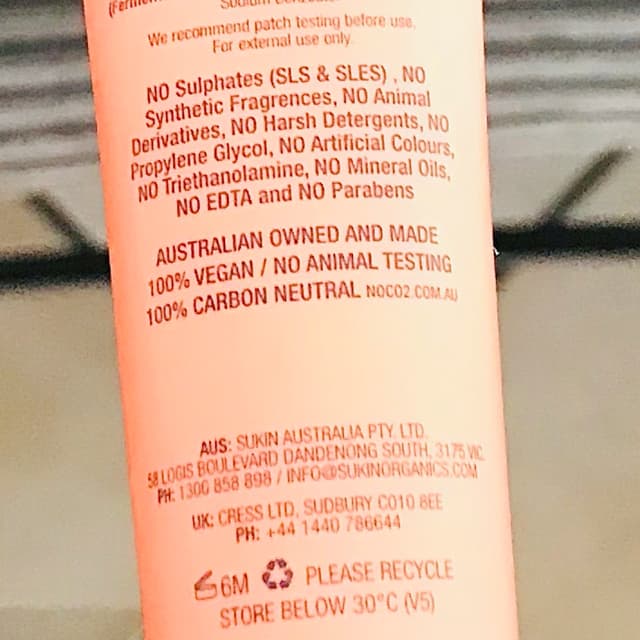 (Ferment
We recommend patch testing before use.
For external use only.
NO Sulphates (SLS & SLES) , NO
Synthetic Fragrences, NO Animal
Derivatives, NO Harsh Detergents, NO
Propylene Glycol, NO Artificial Colours,
NO Triethanolamine, NO Mineral Oils,
NO EDTA and NO Parabens
AUSTRALIAN OWNED AND MADE
100% VEGAN / NO ANIMAL TESTING
100% CARBON NEUTRAL NOCO2.COM.AU
AUS: SUKIN AUSTRALIA PTY. LTD.
58 LOGIS BOULEVARD DANDENONG SOUTH, 3175 VIC.
PH: 1300 858 898 / INFO@SUKINORGANICS.COM
UK: CRESS LTD, SUDBURY CO10 8EE
PH: +44 1440 786644
6M PLEASE RECYCLE
STORE BELOW 30°C (V5)